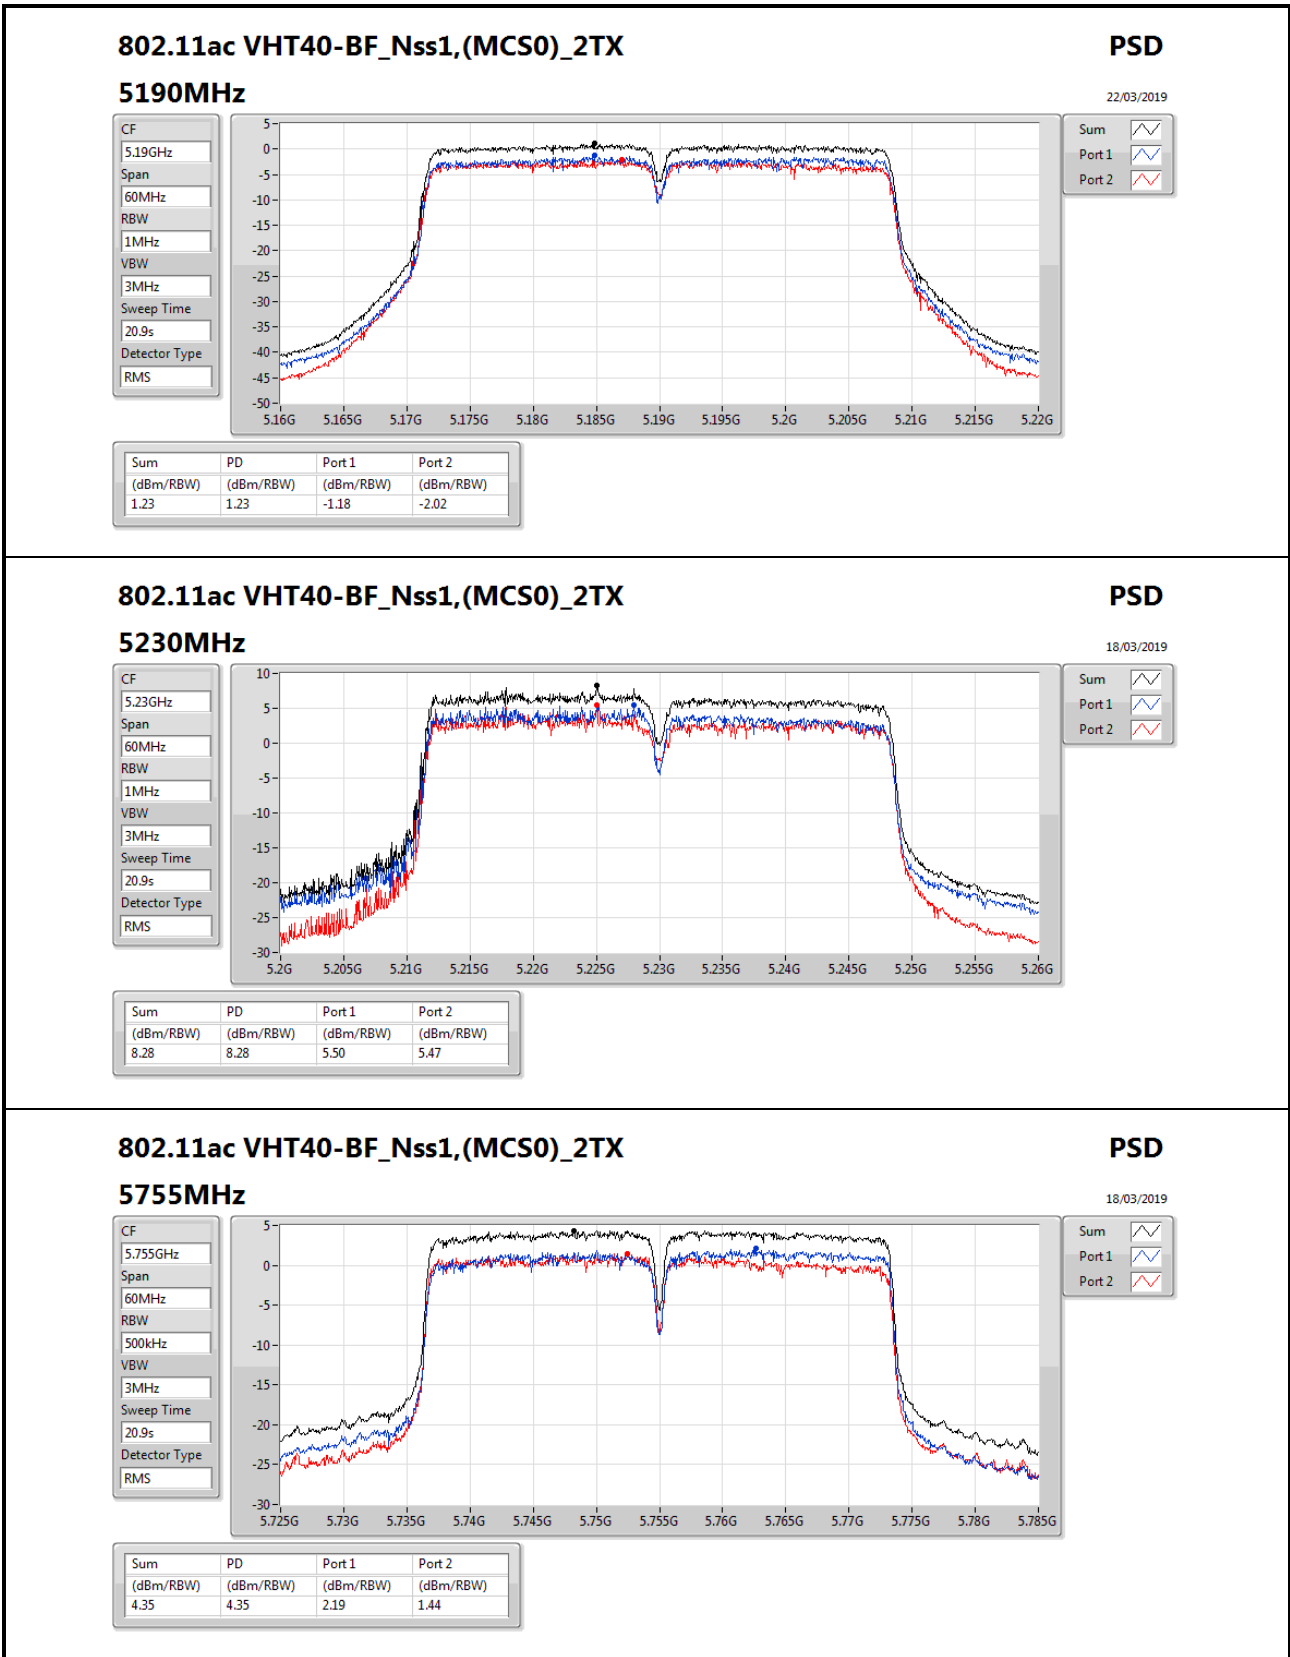 802.11ac VHT40-BF_Nss1,(MCS0)_2TX PSD
5190MHz 22/03/2019
CF
5.19GHz
Span
60MHz
RBW
1MHz
VBW
3MHz
Sweep Time
20.9s
Detector Type
RMS
5
0
-5
-10
-15
-20
-25
-30
-35
-40
-45
-50
5.16G 5.165G 5.17G 5.175G 5.18G 5.185G 5.19G 5.195G 5.2G 5.205G 5.21G 5.215G 5.22G
Sum
Port 1
Port 2
Sum PD Port 1 Port 2
(dBm/RBW) (dBm/RBW) (dBm/RBW) (dBm/RBW)
1.23 1.23 -1.18 -2.02
802.11ac VHT40-BF_Nss1,(MCS0)_2TX PSD
5230MHz 18/03/2019
CF
5.23GHz
Span
60MHz
RBW
1MHz
VBW
3MHz
Sweep Time
20.9s
Detector Type
RMS
10
5
0
-5
-10
-15
-20
-25
-30
5.2G 5.205G 5.21G 5.215G 5.22G 5.225G 5.23G 5.235G 5.24G 5.245G 5.25G 5.255G 5.26G
Sum
Port 1
Port 2
Sum PD Port 1 Port 2
(dBm/RBW) (dBm/RBW) (dBm/RBW) (dBm/RBW)
8.28 8.28 5.50 5.47
802.11ac VHT40-BF_Nss1,(MCS0)_2TX PSD
5755MHz 18/03/2019
CF
5.755GHz
Span
60MHz
RBW
500kHz
VBW
3MHz
Sweep Time
20.9s
Detector Type
RMS
5
0
-5
-10
-15
-20
-25
-30
5.725G 5.73G 5.735G 5.74G 5.745G 5.75G 5.755G 5.76G 5.765G 5.77G 5.775G 5.78G 5.785G
Sum
Port 1
Port 2
Sum PD Port 1 Port 2
(dBm/RBW) (dBm/RBW) (dBm/RBW) (dBm/RBW)
4.35 4.35 2.19 1.44